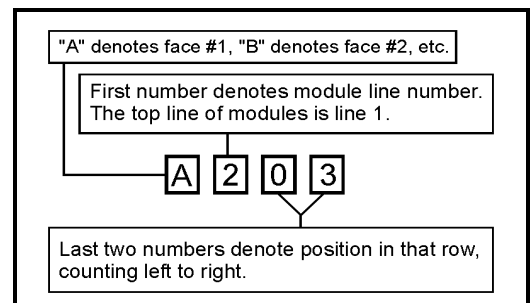 "A" denotes face #1, "B" denotes face #2, etc.
First number denotes module line number.
The top line of modules is line 1.
A 2 0 3
Last two numbers denote position in that row,
counting left to right.